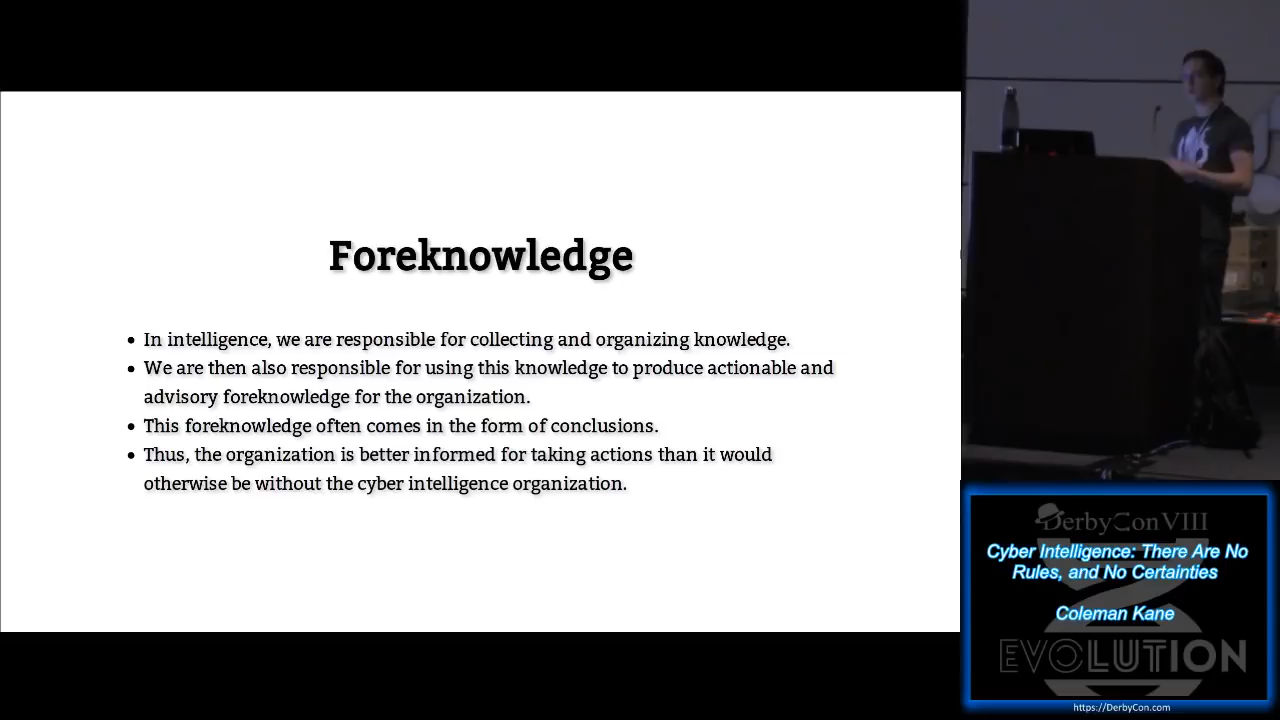 Foreknowledge
In intelligence, we are responsible for collecting and organizing knowledge.
We are then also responsible for using this knowledge to produce actionable and
advisory foreknowledge for the organization.
This foreknowledge often comes in the form of conclusions.
Thus, the organization is better informed for taking actions than it would
otherwise be without the cyber intelligence organization.
DerbyCon VIII
Cyber Intelligence: There Are No
Rules, and No Certainties
Coleman Kane
EVOLUTION
https://DerbyCon.com